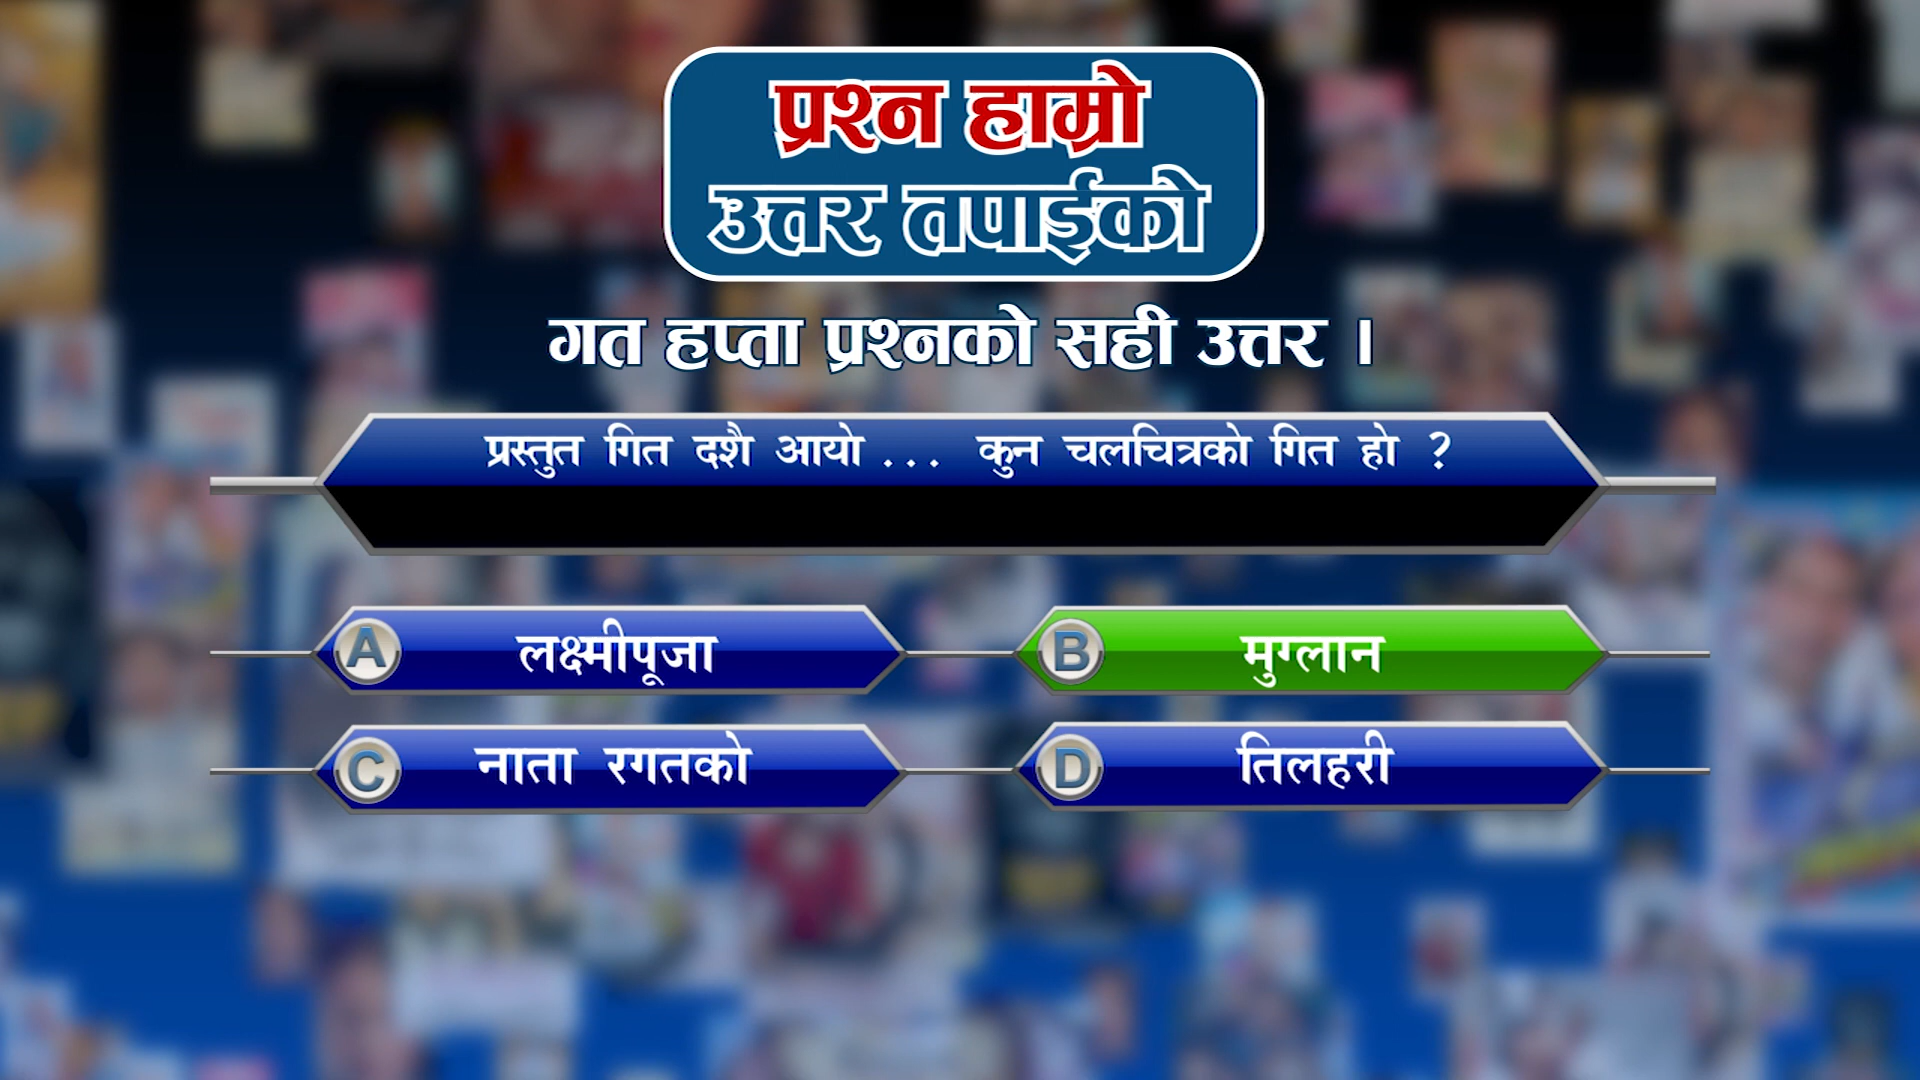 प्रश्न हाम्रो
उत्तर तपाईको
गत हप्ता प्रश्नको सही उत्तर ।
प्रस्तुत गित दशै आयो ... कुन चलचित्रको गित हो ?
A लक्ष्मीपूजा
B मुग्लान
C नाता रगतको
D तिलहरी